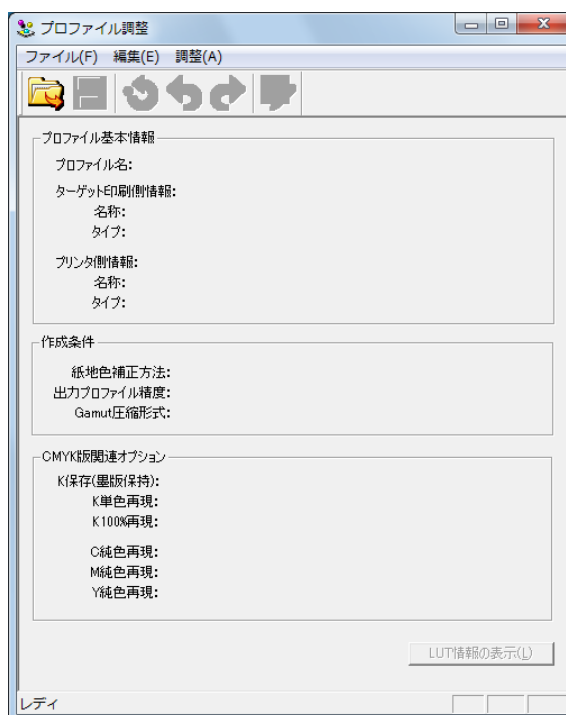 プロファイル調整
ファイル(F) 編集(E) 調整(A)
プロファイル基本情報
プロファイル名:
ターゲット印刷側情報:
名称:
タイプ:
プリンタ側情報:
名称:
タイプ:
作成条件
紙地色補正方法:
出力プロファイル精度:
Gamut圧縮形式:
CMYK版関連オプション
K保存(墨版保持):
K単色再現:
K100%再現:
C純色再現:
M純色再現:
Y純色再現:
LUT情報の表示(L)
レディ